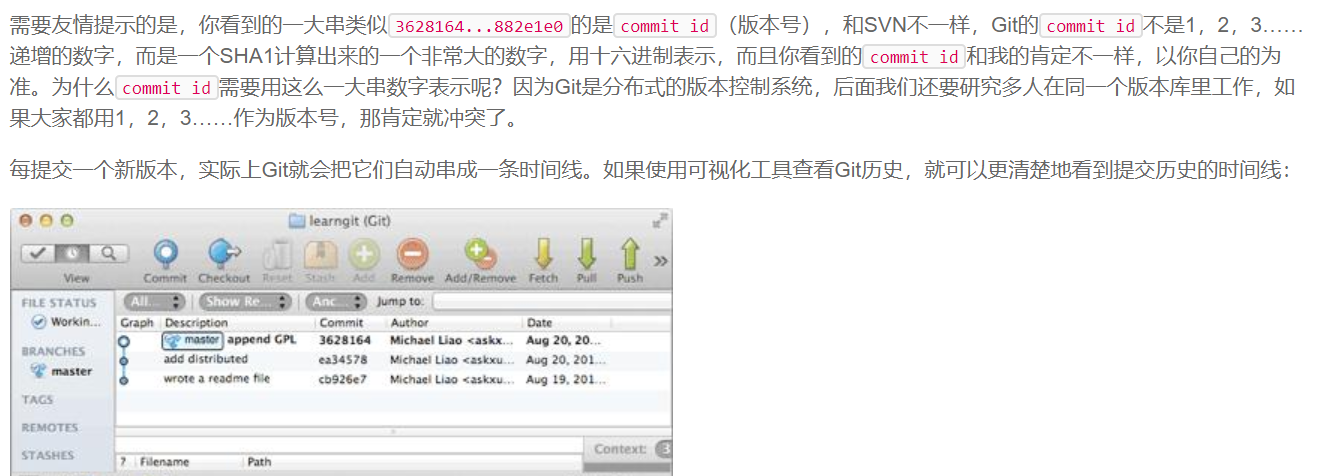 需要友情提示的是，你看到的一大串类似3628164...882e1e0的是commit id（版本号），和SVN不一样，Git的commit id不是1，2，3……
递增的数字，而是一个SHA1计算出来的一个非常大的数字，用十六进制表示，而且你看到的commit id和我的肯定不一样，以你自己的为
准。为什么commit id需要用这么一大串数字表示呢？因为Git是分布式的版本控制系统，后面我们还要研究多人在同一个版本库里工作，如
果大家都用1，2，3……作为版本号，那肯定就冲突了。
每提交一个新版本，实际上Git就会把它们自动串成一条时间线。如果使用可视化工具查看Git历史，就可以更清楚地看到提交历史的时间线：
learngit (Git)
View Commit Checkout Reset Stash Add Remove Add/Remove Fetch Pull Push
FILE STATUS
Workin...
BRANCHES
master
TAGS
REMOTES
STASHES
All... Show Re... Anc... Jump to:
Graph Description Commit Author Date
master append GPL 3628164 Michael Liao <askxu... Aug 20, 20...
add distributed ea34578 Michael Liao <askxu... Aug 20, 201...
wrote a readme file cb926e7 Michael Liao <askxu... Aug 19, 201...
Context: 3
? Filename Path